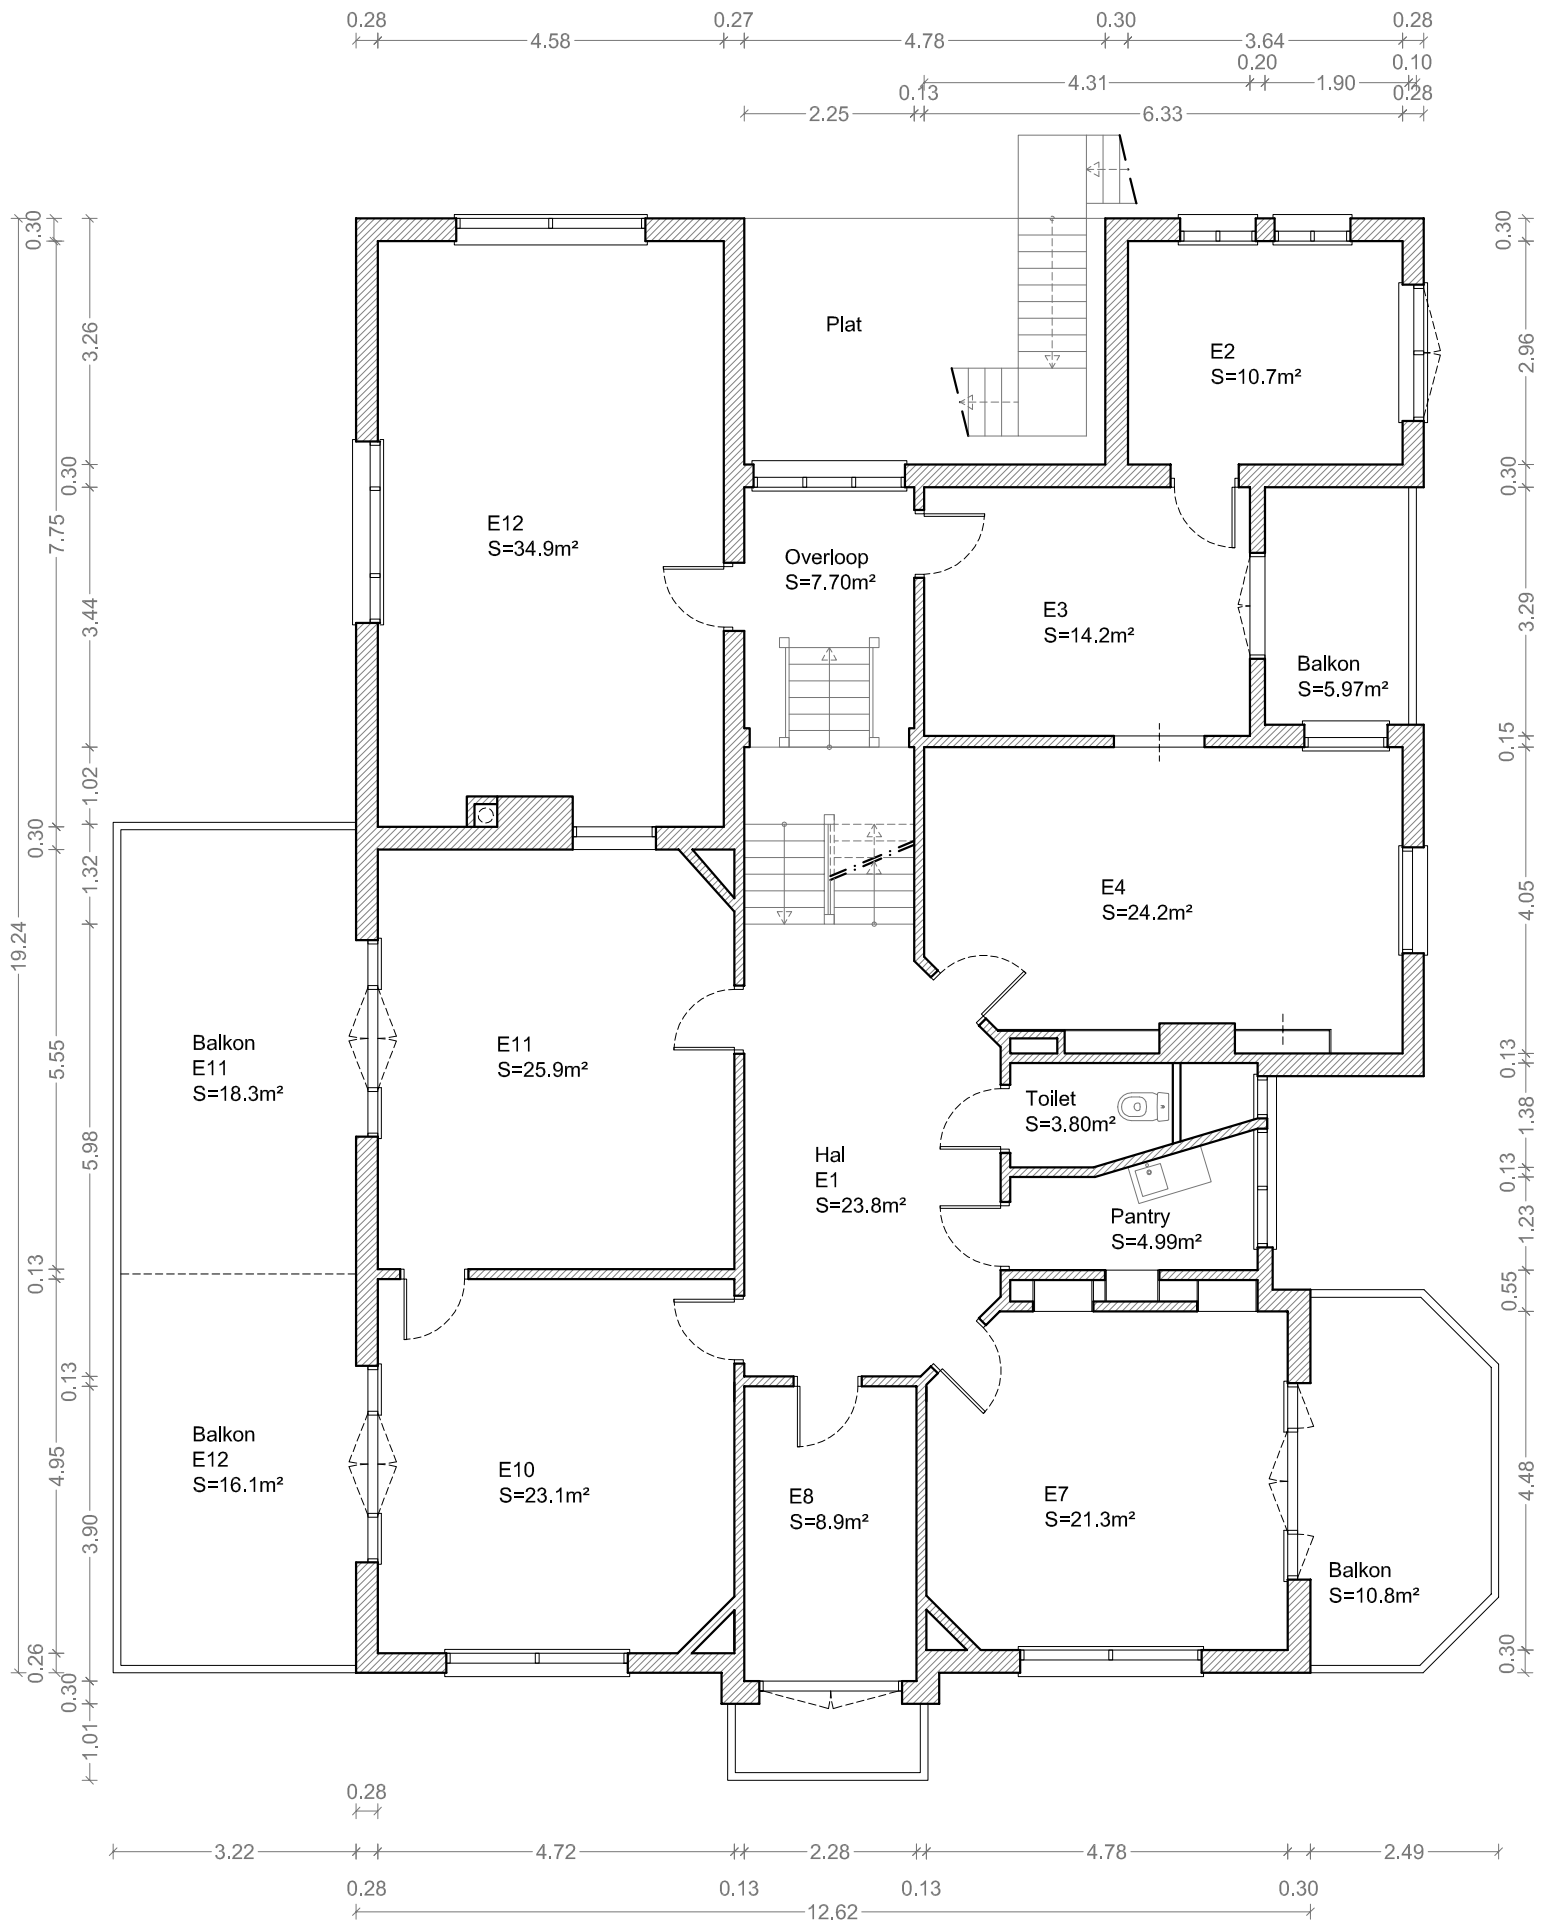 0.28
0.27
0.30
0.28
4.58
4.78
3.64
0.20
0.10
4.31
1.90
0.13
0.28
2.25
6.33
0.30
3.26
0.30
7.75
3.44
1.02
0.30
1.32
19.24
5.55
5.98
0.13
0.13
4.95
3.90
0.26
0.30
1.01
Plat
E2
S=10.7m²
E12
S=34.9m²
Overloop
S=7.70m²
E3
S=14.2m²
Balkon
S=5.97m²
E4
S=24.2m²
Balkon
E11
S=18.3m²
E11
S=25.9m²
Toilet
S=3.80m²
Hal
E1
S=23.8m²
Pantry
S=4.99m²
Balkon
E12
S=16.1m²
E10
S=23.1m²
E8
S=8.9m²
E7
S=21.3m²
Balkon
S=10.8m²
0.30
2.96
0.30
3.29
0.15
4.05
0.13
1.38
0.13
1.23
0.55
4.48
0.30
0.28
3.22
4.72
2.28
4.78
2.49
0.28
0.13
0.13
0.30
12.62